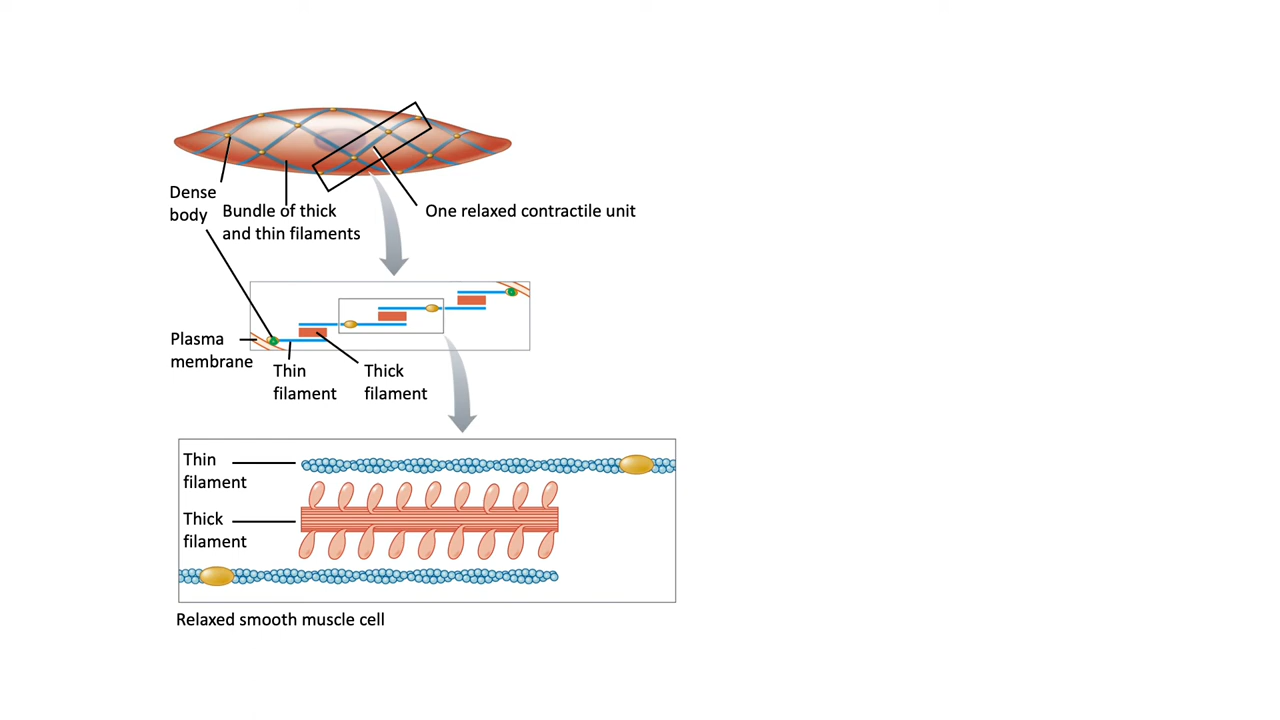 Dense
body
Bundle of thick
and thin filaments
One relaxed contractile unit
Plasma
membrane
Thin
filament
Thick
filament
Thin
filament
Thick
filament
Relaxed smooth muscle cell